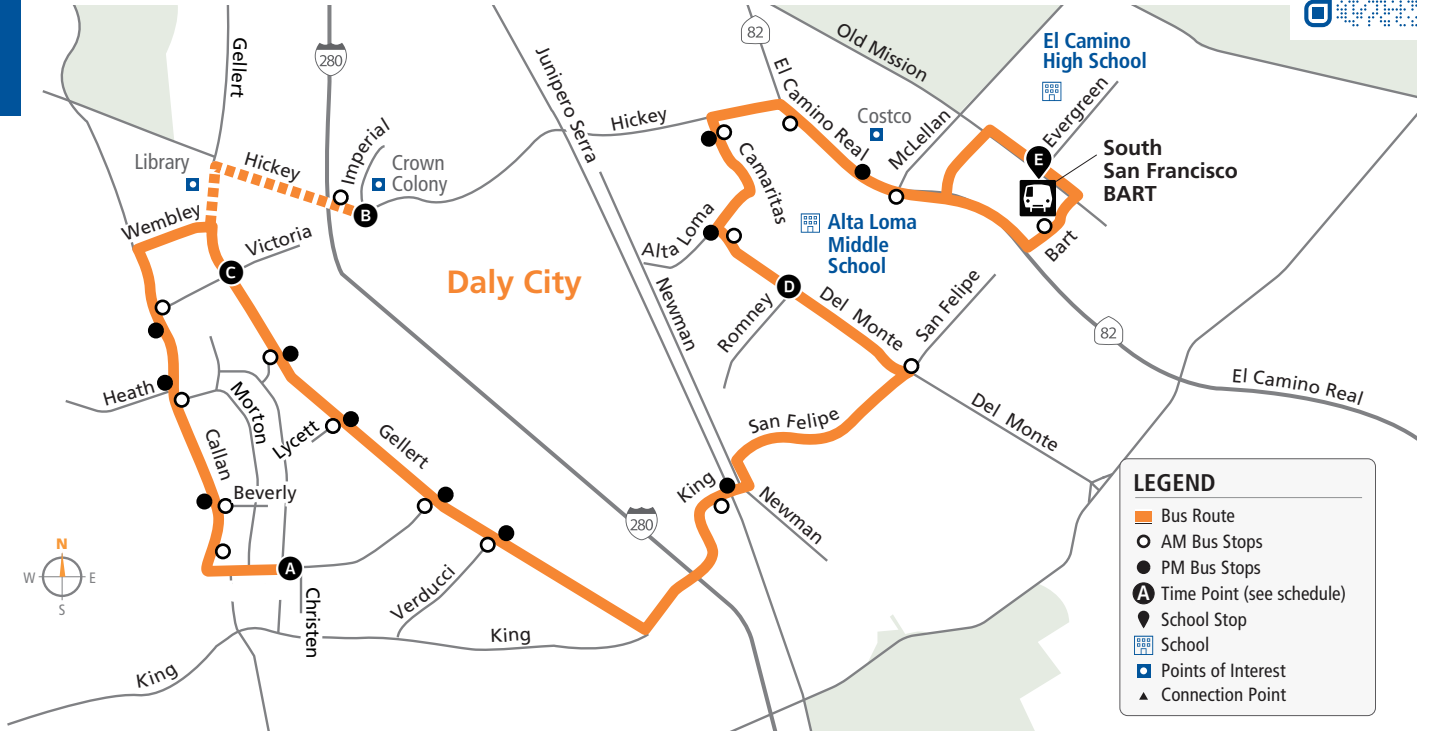 82
Old Mission
El Camino
High School
Gellert
280
Junipero Serra
El Camino Real
Costco
McLellan
Evergreen
Hickey
E
South
San Francisco
BART
Library
Hickey
Imperial
Crown
Colony
B
Camaritas
Wembley
Victoria
C
Alta Loma
Alta Loma
Middle
School
Bart
Daly City
Newman
Romney
D
Del Monte
San Felipe
82
El Camino Real
Heath
Morton
Callan
Lycett
Gellert
San Felipe
Del Monte
Beverly
King
Newman
280
N
W
E
S
A
Christen
Verducci
King
King
LEGEND
Bus Route
AM Bus Stops
PM Bus Stops
A Time Point (see schedule)
School Stop
School
Points of Interest
Connection Point